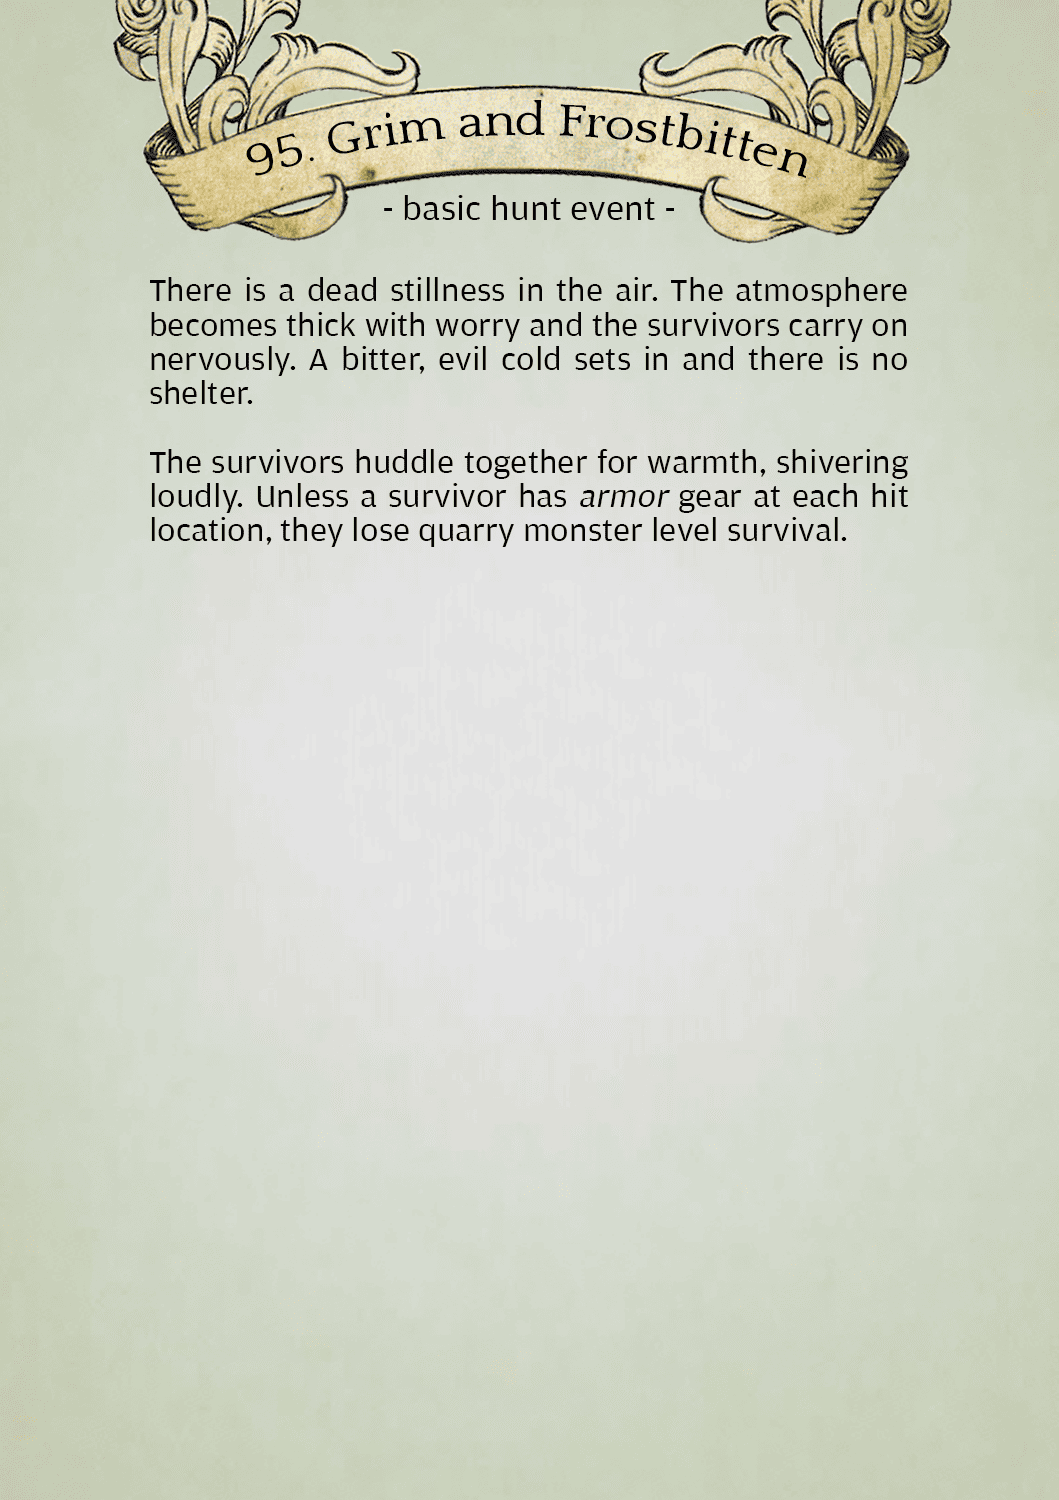 95. Grim and Frostbitten
- basic hunt event -
There is a dead stillness in the air. The atmosphere
becomes thick with worry and the survivors carry on
nervously. A bitter, evil cold sets in and there is no
shelter.
The survivors huddle together for warmth, shivering
loudly. Unless a survivor has armor gear at each hit
location, they lose quarry monster level survival.